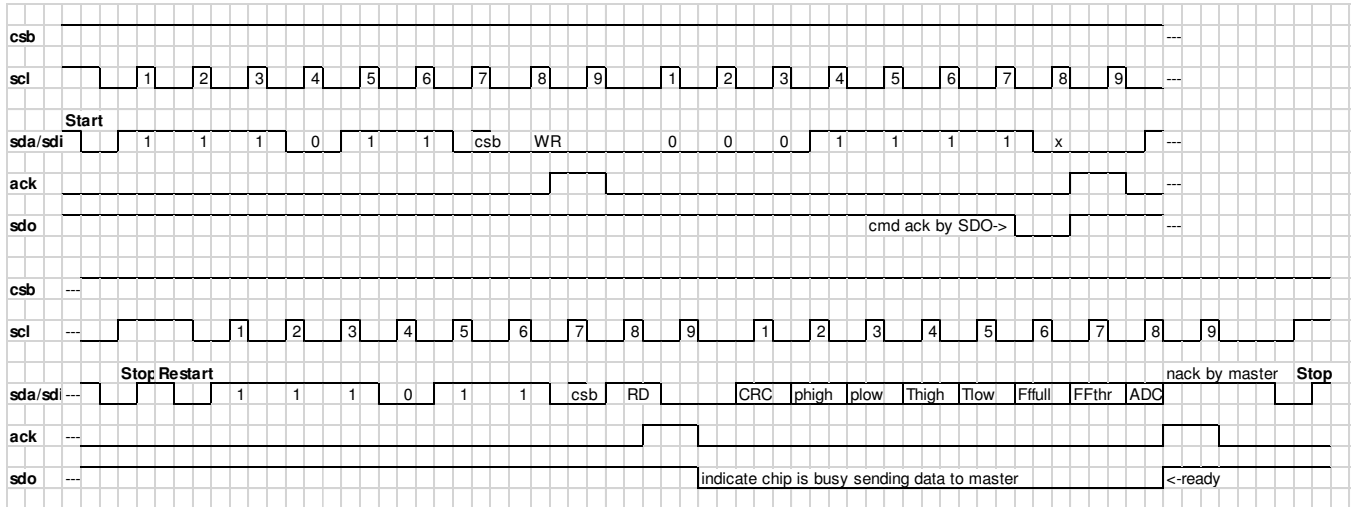 csb ---
scl 1 2 3 4 5 6 7 8 9 1 2 3 4 5 6 7 8 9 ---
Start
sda/sdi 1 1 1 0 1 1 csb WR 0 0 0 1 1 1 1 x ---
ack ---
sdo cmd ack by SDO-> ---
csb ---
scl --- 1 2 3 4 5 6 7 8 9 1 2 3 4 5 6 7 8 9
Stop Restart nack by master Stop
sda/sdi --- 1 1 1 0 1 1 csb RD CRC phigh plow Thigh Tlow Fffull FFthr ADC
ack ---
sdo --- indicate chip is busy sending data to master <-ready